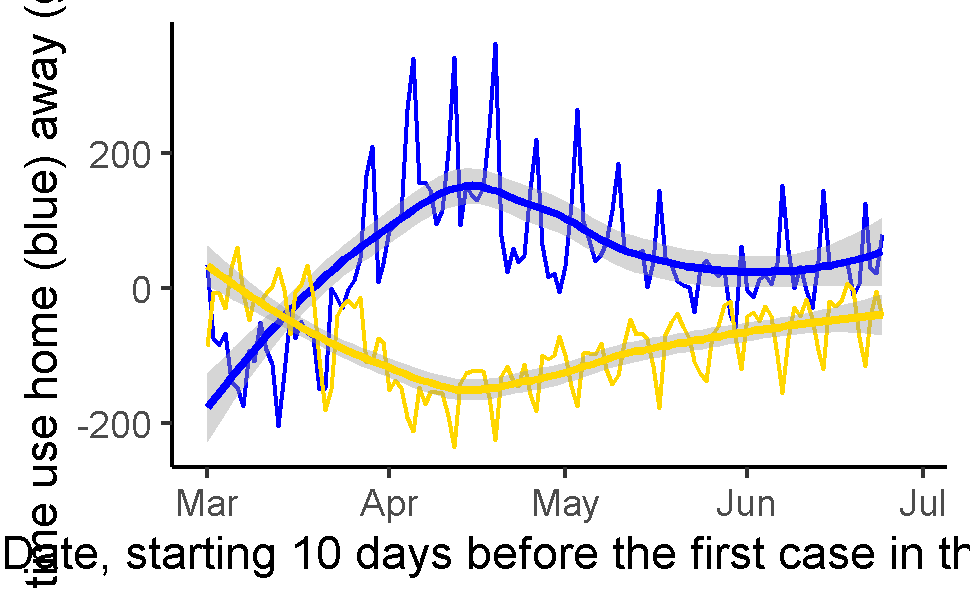 time use home (blue) away (
200
0
-200
Mar Apr May Jun Jul
Date, starting 10 days before the first case in th